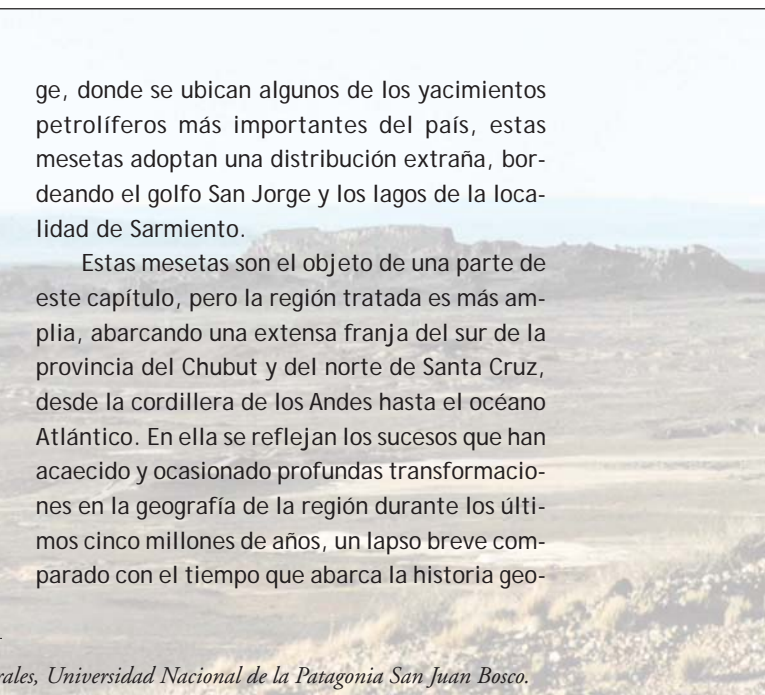 ge, donde se ubican algunos de los yacimientos
petrolíferos más importantes del país, estas
mesetas adoptan una distribución extraña, bor-
deando el golfo San Jorge y los lagos de la loca-
lidad de Sarmiento.
Estas mesetas son el objeto de una parte de
este capítulo, pero la región tratada es más am-
plia, abarcando una extensa franja del sur de la
provincia del Chubut y del norte de Santa Cruz,
desde la cordillera de los Andes hasta el océano
Atlántico. En ella se reflejan los sucesos que han
acaecido y ocasionado profundas transformacio-
nes en la geografía de la región durante los últi-
mos cinco millones de años, un lapso breve com-
parado con el tiempo que abarca la historia geo-
rales, Universidad Nacional de la Patagonia San Juan Bosco.